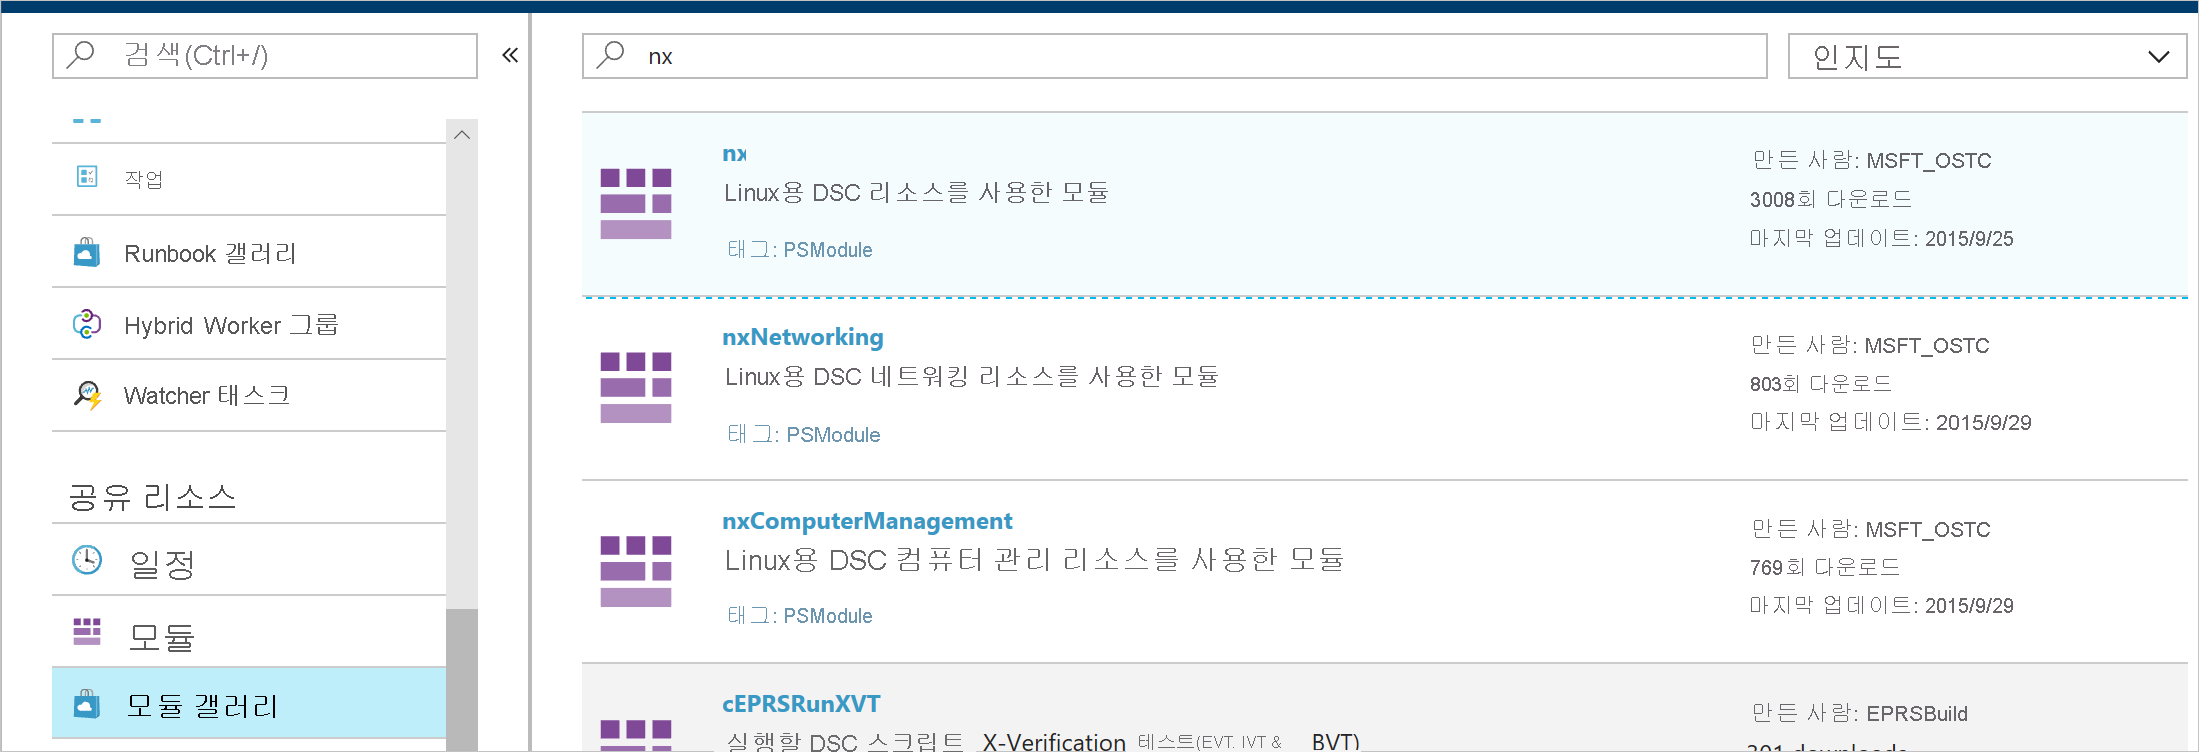 검색(Ctrl+/)
«
작업
Runbook 갤러리
Hybrid Worker 그룹
Watcher 태스크
공유 리소스
일정
모듈
모듈 갤러리
nx
인지도
nx
Linux용 DSC 리소스를 사용한 모듈
태그: PSModule
만든 사람: MSFT_OSTC
3008회 다운로드
마지막 업데이트: 2015/9/25
nxNetworking
Linux용 DSC 네트워킹 리소스를 사용한 모듈
태그: PSModule
만든 사람: MSFT_OSTC
803회 다운로드
마지막 업데이트: 2015/9/29
nxComputerManagement
Linux용 DSC 컴퓨터 관리 리소스를 사용한 모듈
태그: PSModule
만든 사람: MSFT_OSTC
769회 다운로드
마지막 업데이트: 2015/9/29
cEPRSRunXVT
실행할 DSC 스크립트 X-Verification 테스트(EVT. IVT & BVT)
만든 사람: EPRSBuild
301 downloads